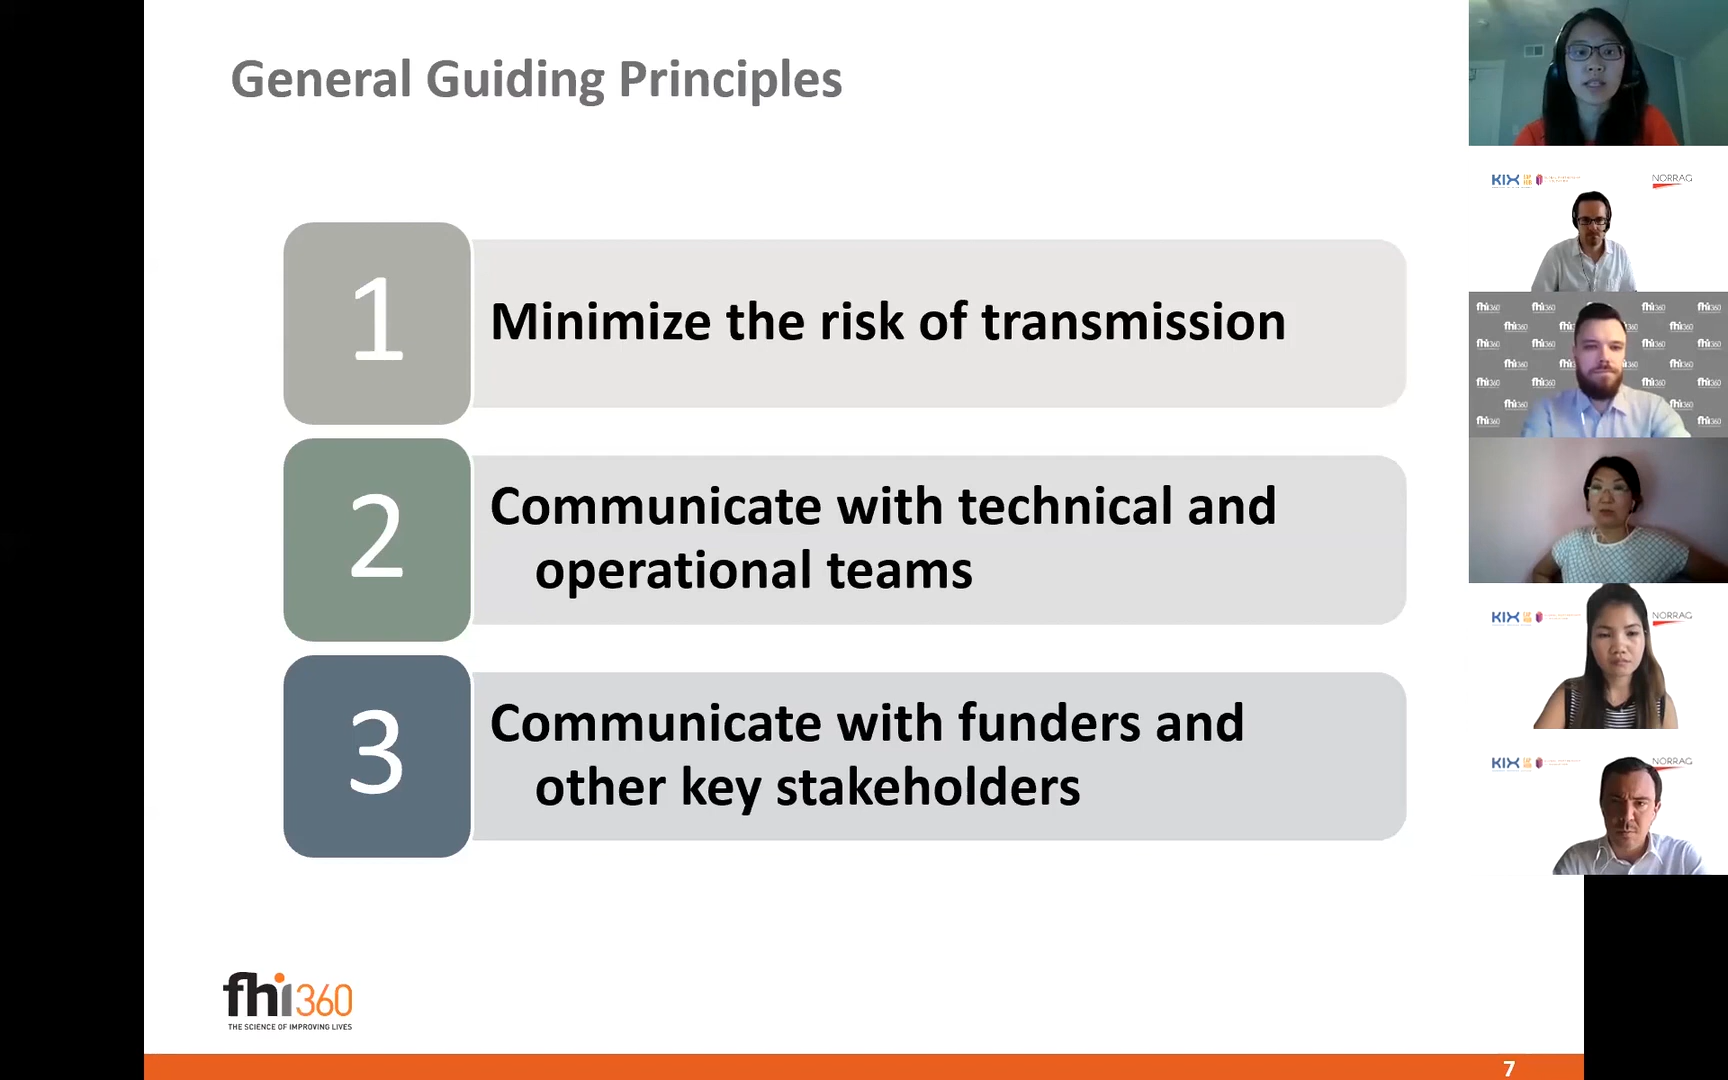 General Guiding Principles
1
Minimize the risk of transmission
2
Communicate with technical and
operational teams
3
Communicate with funders and
other key stakeholders
fhi360
THE SCIENCE OF IMPROVING LIVES
7
KIX
NORRAG
fhi360
KIX
NORRAG
KIX
NORRAG